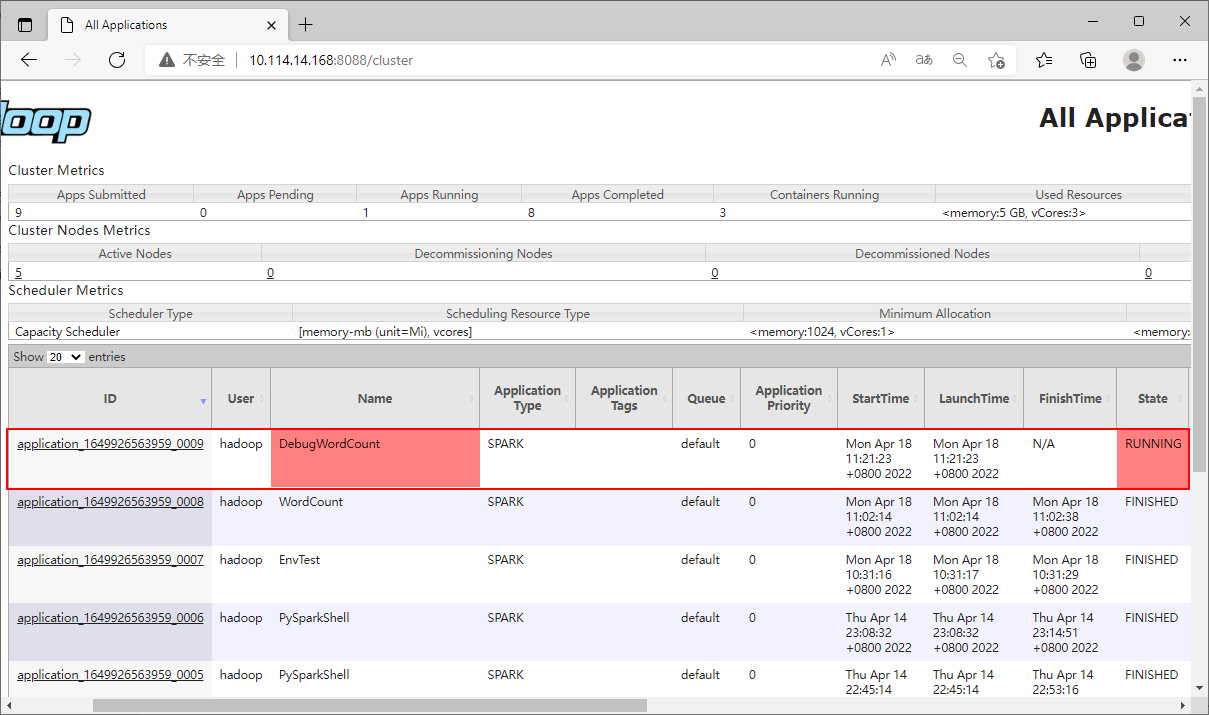 All Applications
不安全 10.114.14.168:8088/cluster
All Applica
Cluster Metrics
Apps Submitted Apps Pending Apps Running Apps Completed Containers Running Used Resources
9 0 1 8 3 <memory:5 GB, vCores:3>
Cluster Nodes Metrics
Active Nodes Decommissioning Nodes Decommissioned Nodes
5 0 0 0
Scheduler Metrics
Scheduler Type Scheduling Resource Type Minimum Allocation
Capacity Scheduler [memory-mb (unit=Mi), vcores] <memory:1024, vCores:1> <memory:
Show 20 entries
ID User Name Application Type Application Tags Queue Application Priority StartTime LaunchTime FinishTime State
application_1649926563959_0009 hadoop DebugWordCount SPARK default 0 Mon Apr 18 Mon Apr 18 N/A RUNNING
11:21:23 11:21:23
+0800 2022 +0800 2022
application_1649926563959_0008 hadoop WordCount SPARK default 0 Mon Apr 18 Mon Apr 18 Mon Apr 18 FINISHED
11:02:14 11:02:14 11:02:38
+0800 2022 +0800 2022 +0800 2022
application_1649926563959_0007 hadoop EnvTest SPARK default 0 Mon Apr 18 Mon Apr 18 Mon Apr 18 FINISHED
10:31:16 10:31:17 10:31:29
+0800 2022 +0800 2022 +0800 2022
application_1649926563959_0006 hadoop PySparkShell SPARK default 0 Thu Apr 14 Thu Apr 14 Thu Apr 14 FINISHED
23:08:32 23:08:32 23:14:51
+0800 2022 +0800 2022 +0800 2022
application_1649926563959_0005 hadoop PySparkShell SPARK default 0 Thu Apr 14 Thu Apr 14 Thu Apr 14 FINISHED
22:45:14 22:45:14 22:53:16